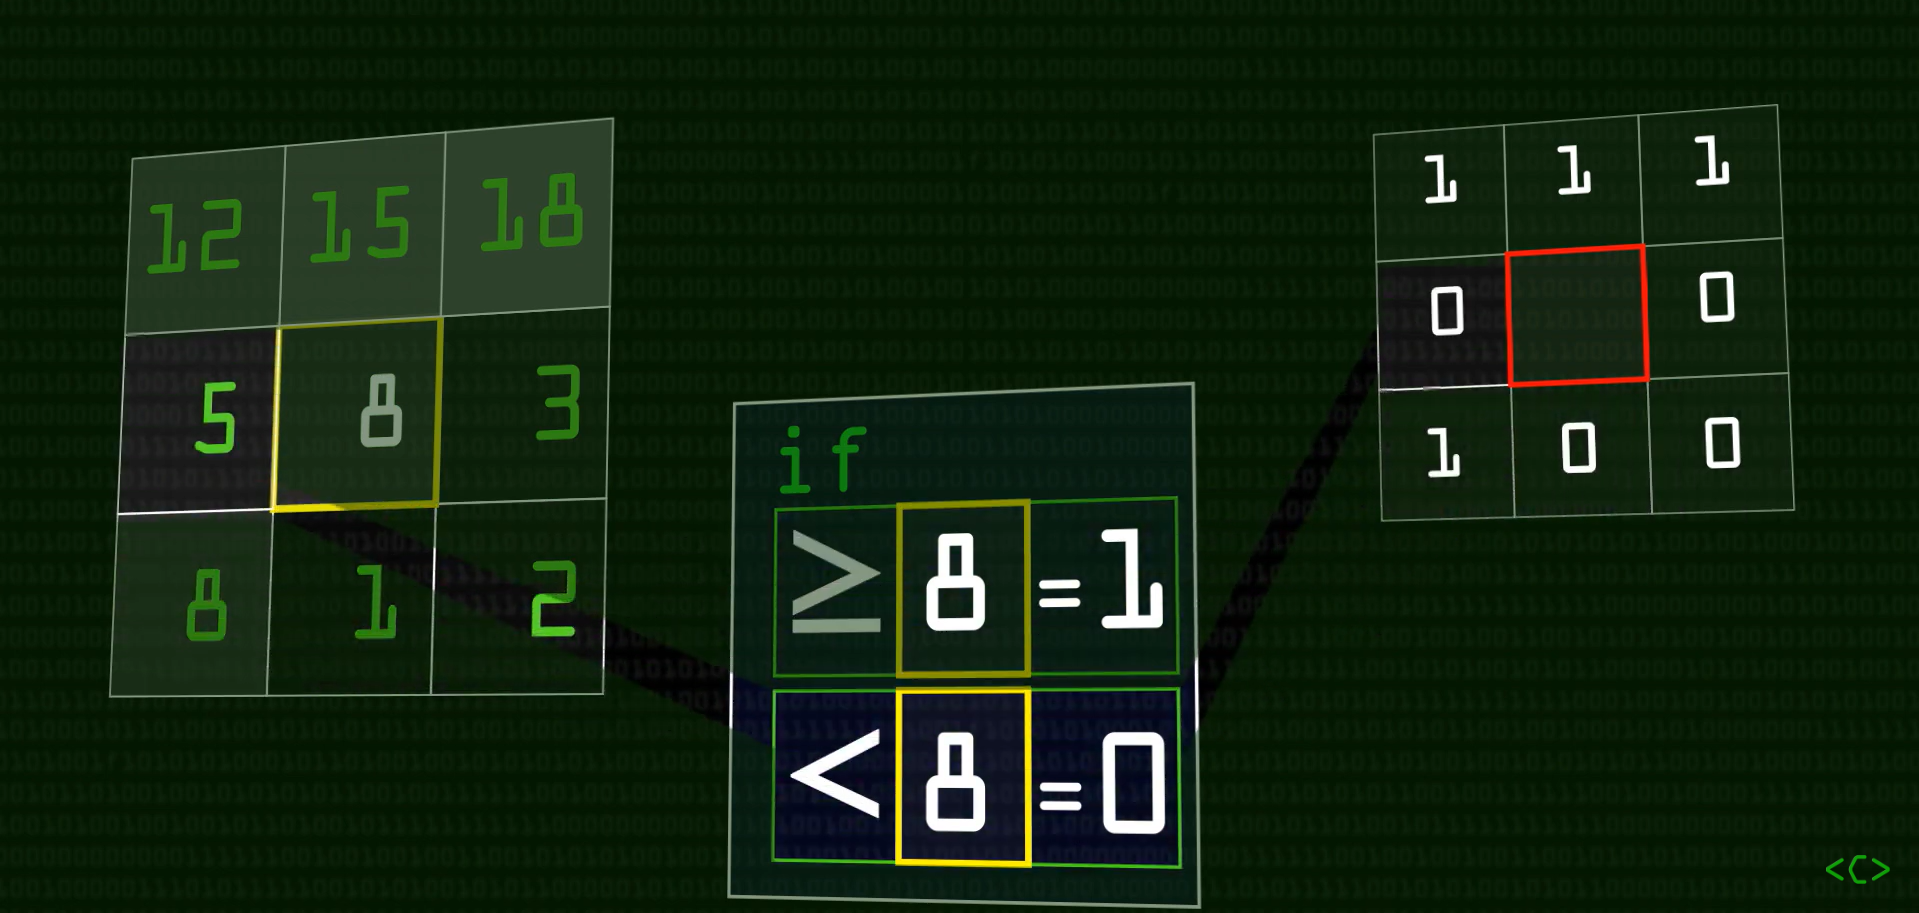 12 15 18
5 8 3
8 1 2
if
≥ 8 = 1
< 8 = 0
1 1 1
0 0
1 0 0
<C>